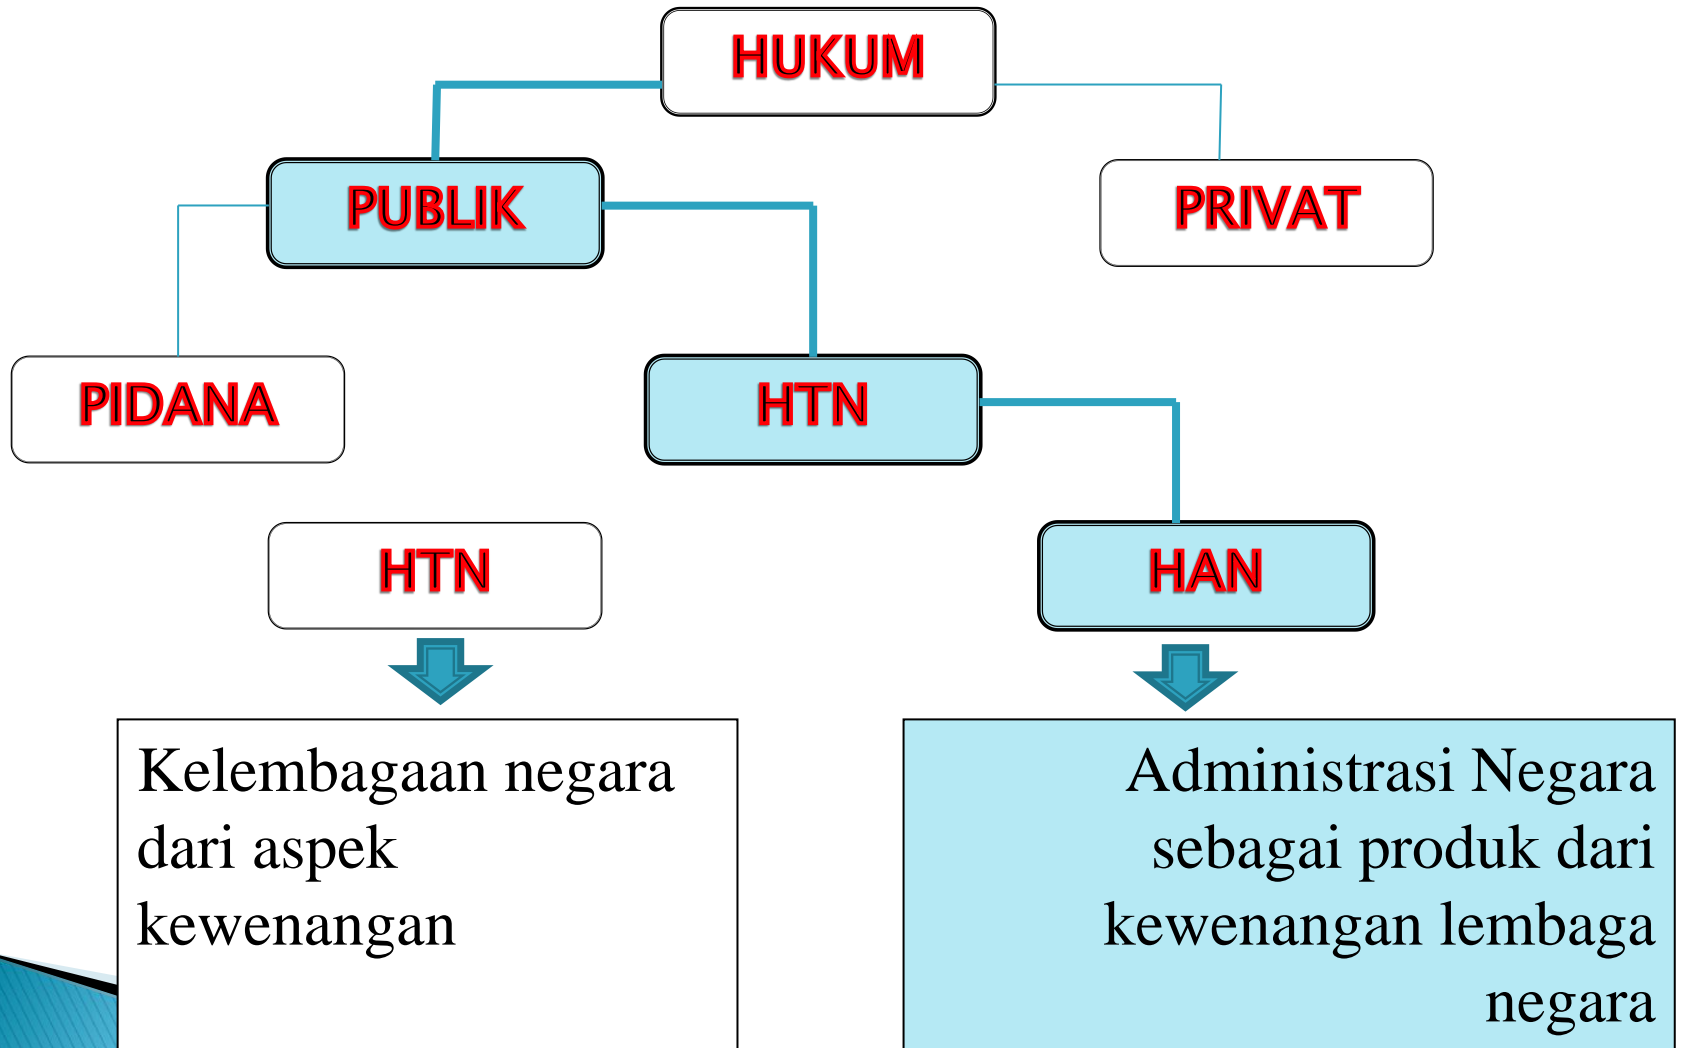 HUKUM
PUBLIK
PRIVAT
PIDANA
HTN
HTN
HAN
Kelembagaan negara
dari aspek
kewenangan
Administrasi Negara
sebagai produk dari
kewenangan lembaga
negara